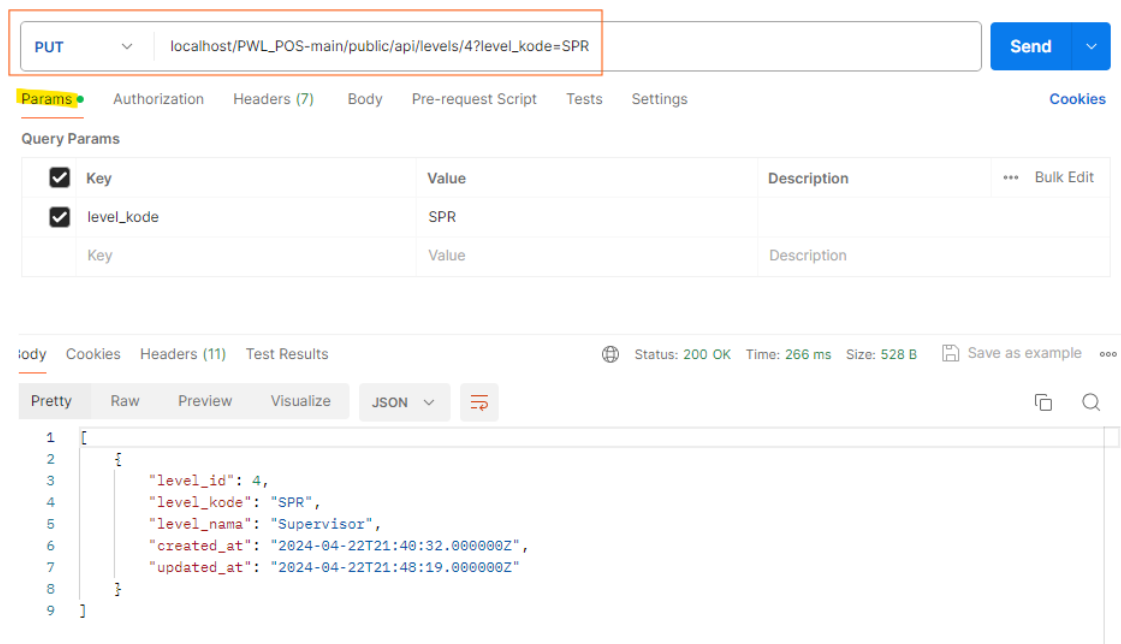 PUT localhost/PWL_POS-main/public/api/levels/4?level_kode=SPR Send
Params Authorization Headers (7) Body Pre-request Script Tests Settings Cookies
Query Params
Key Value Description ••• Bulk Edit
level_kode SPR
Key Value Description
Body Cookies Headers (11) Test Results Status: 200 OK Time: 266 ms Size: 528 B Save as example
Pretty Raw Preview Visualize JSON
1 [
2 {
3 "level_id": 4,
4 "level_kode": "SPR",
5 "level_nama": "Supervisor",
6 "created_at": "2024-04-22T21:40:32.000000Z",
7 "updated_at": "2024-04-22T21:48:19.000000Z"
8 }
9 ]